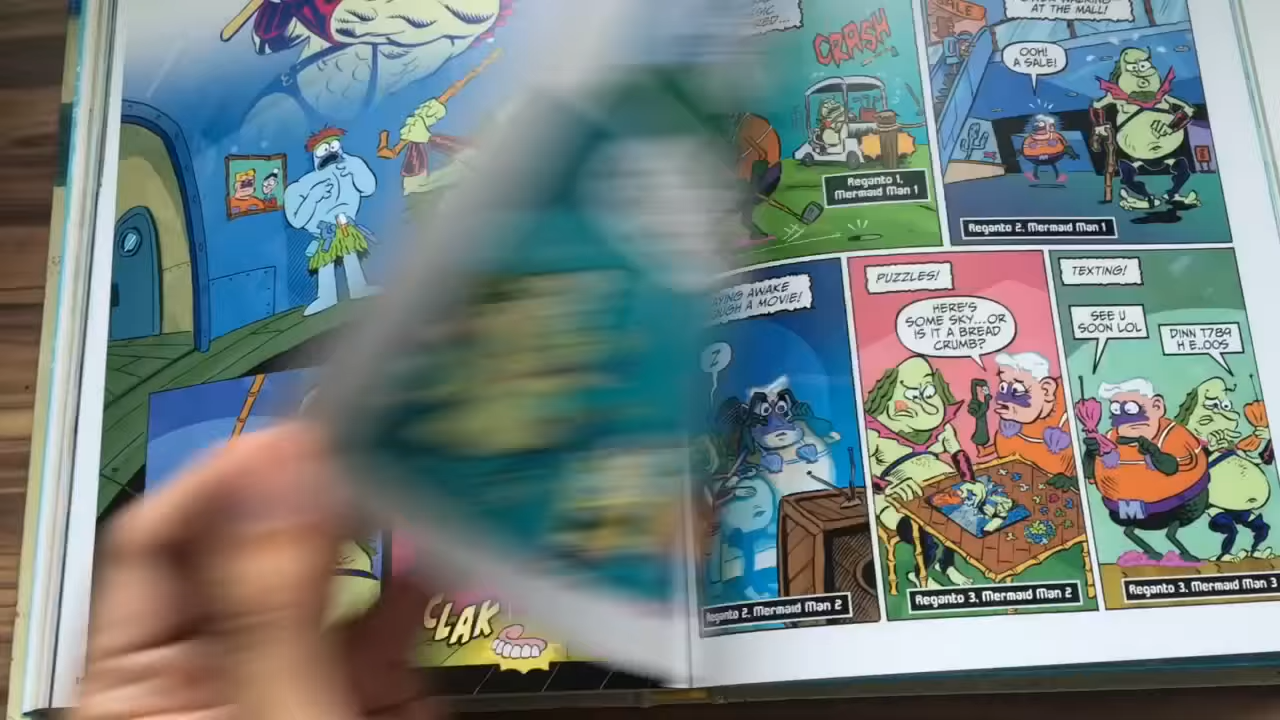 CLAK
CRASH
Reganto 1,
Mermaid Man 1
SALE
AT THE MALL!
OOH!
A SALE!
Reganto 2, Mermaid Man 1
AWAKE
A MOVIE!
Z
Reganto 2, Mermaid Man 2
PUZZLES!
HERE'S
SOME SKY...OR
IS IT A BREAD
CRUMB?
Reganto 3, Mermaid Man 2
TEXTING!
SEE U
SOON LOL
DINN T789
H E..OOS
M
Reganto 3, Mermaid Man 3